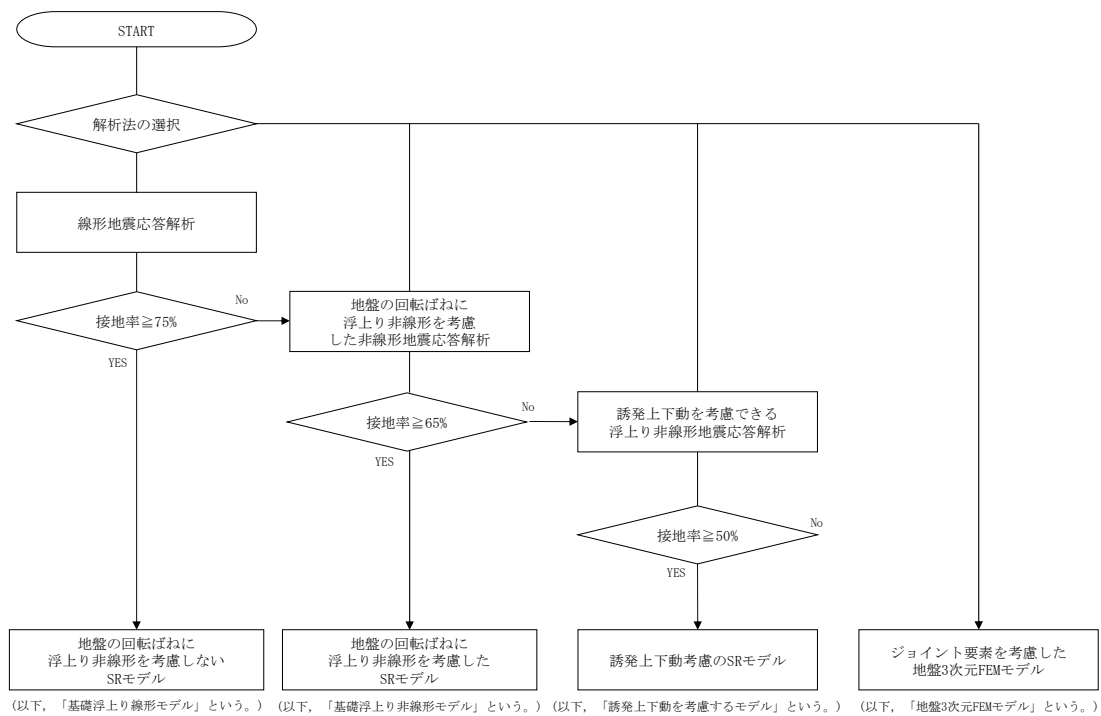 START
解析法の選択
線形地震応答解析
接地率≧75%
No
YES
地盤の回転ばねに
浮上り非線形を考慮
した非線形地震応答解析
接地率≧65%
No
YES
誘発上下動を考慮できる
浮上り非線形地震応答解析
接地率≧50%
No
YES
地盤の回転ばねに
浮上り非線形を考慮しない
SRモデル
地盤の回転ばねに
浮上り非線形を考慮した
SRモデル
誘発上下動考慮のSRモデル
ジョイント要素を考慮した
地盤3次元FEMモデル
(以下,「基礎浮上り線形モデル」という。)
(以下,「基礎浮上り非線形モデル」という。)
(以下,「誘発上下動を考慮するモデル」という。)
(以下,「地盤3次元FEMモデル」という。)